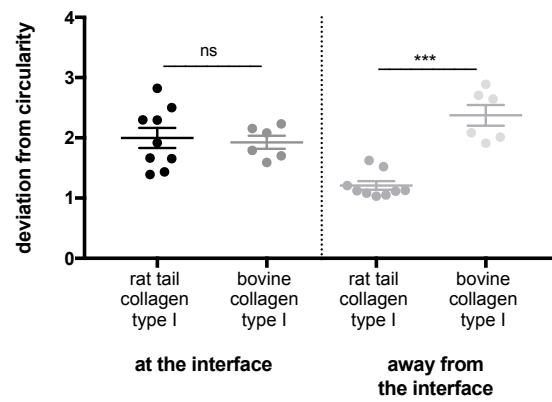 deviation from circularity
4
3
2
1
0
ns
***
rat tail
collagen
type I
bovine
collagen
type I
rat tail
collagen
type I
bovine
collagen
type I
at the interface
away from
the interface